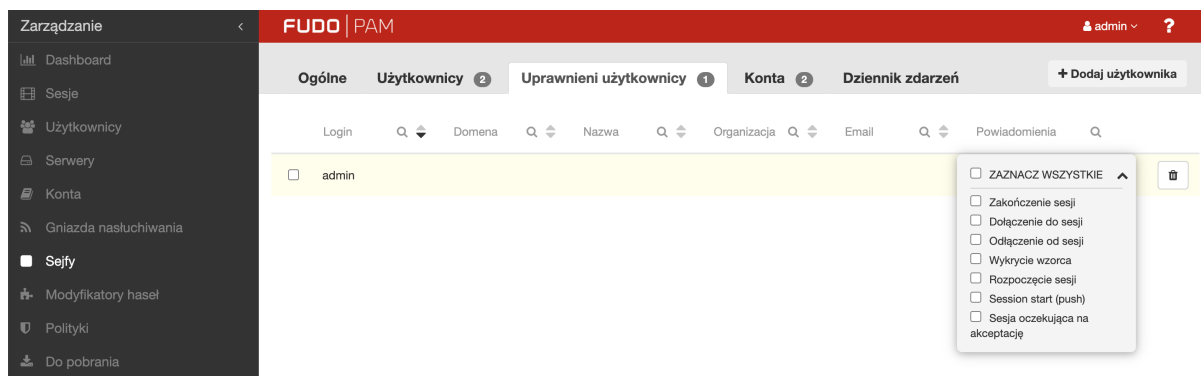 Zarządzanie
FUDO PAM
admin
?
Dashboard
Sesje
Użytkownicy
Serwery
Konta
Gniazda nasłuchiwania
Sejfy
Modyfikatory haseł
Polityki
Do pobrania
Ogólne Użytkownicy 2 Uprawnieni użytkownicy 1 Konta 2 Dziennik zdarzeń
+ Dodaj użytkownika
Login Domena Nazwa Organizacja Email Powiadomienia
admin
ZAZNACZ WSZYSTKIE
Zakończenie sesji
Dołączenie do sesji
Odłączenie od sesji
Wykrycie wzorca
Rozpoczęcie sesji
Session start (push)
Sesja oczekująca na
akceptację